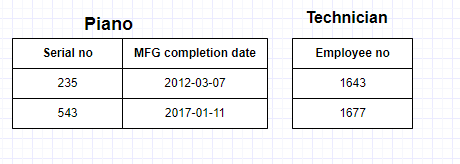 Piano
Technician
Serial no MFG completion date Employee no
235 2012-03-07 1643
543 2017-01-11 1677